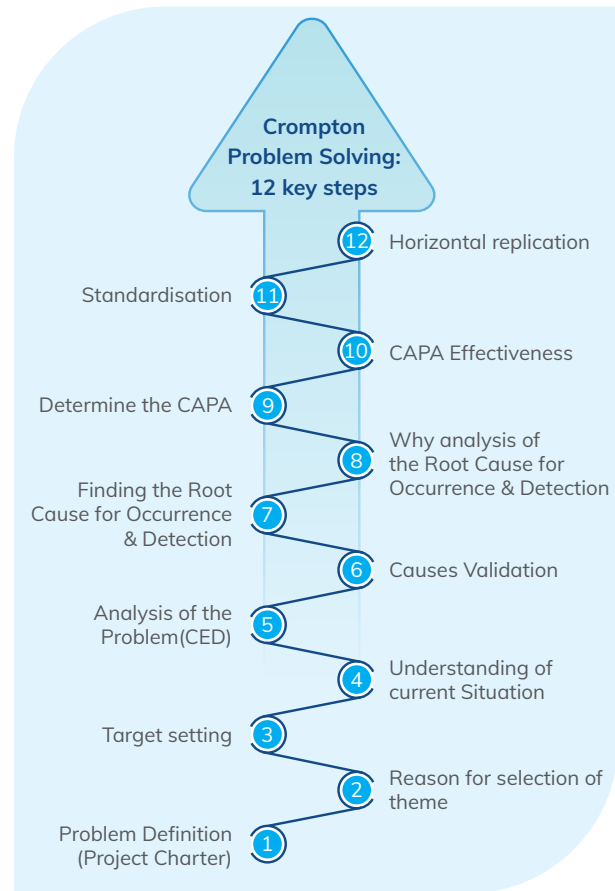 Crompton
Problem Solving:
12 key steps
12
Horizontal replication
Standardisation
11
10
CAPA Effectiveness
Determine the CAPA
9
8
Why analysis of
the Root Cause for
Occurrence & Detection
Finding the Root
Cause for Occurrence
& Detection
7
6
Causes Validation
Analysis of the
Problem(CED)
5
4
Understanding of
current Situation
Target setting
3
2
Reason for selection of
theme
Problem Definition
(Project Charter)
1